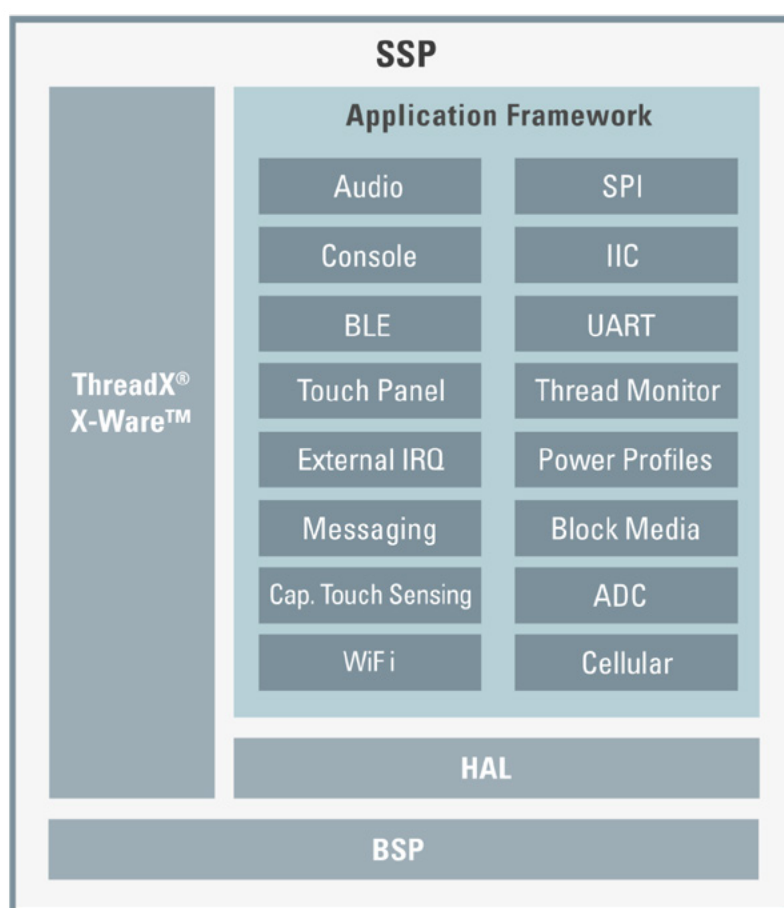 SSP
Application Framework
Audio
SPI
Console
IIC
BLE
UART
ThreadX®
X-Ware™
Touch Panel
Thread Monitor
External IRQ
Power Profiles
Messaging
Block Media
Cap. Touch Sensing
ADC
WiFi
Cellular
HAL
BSP